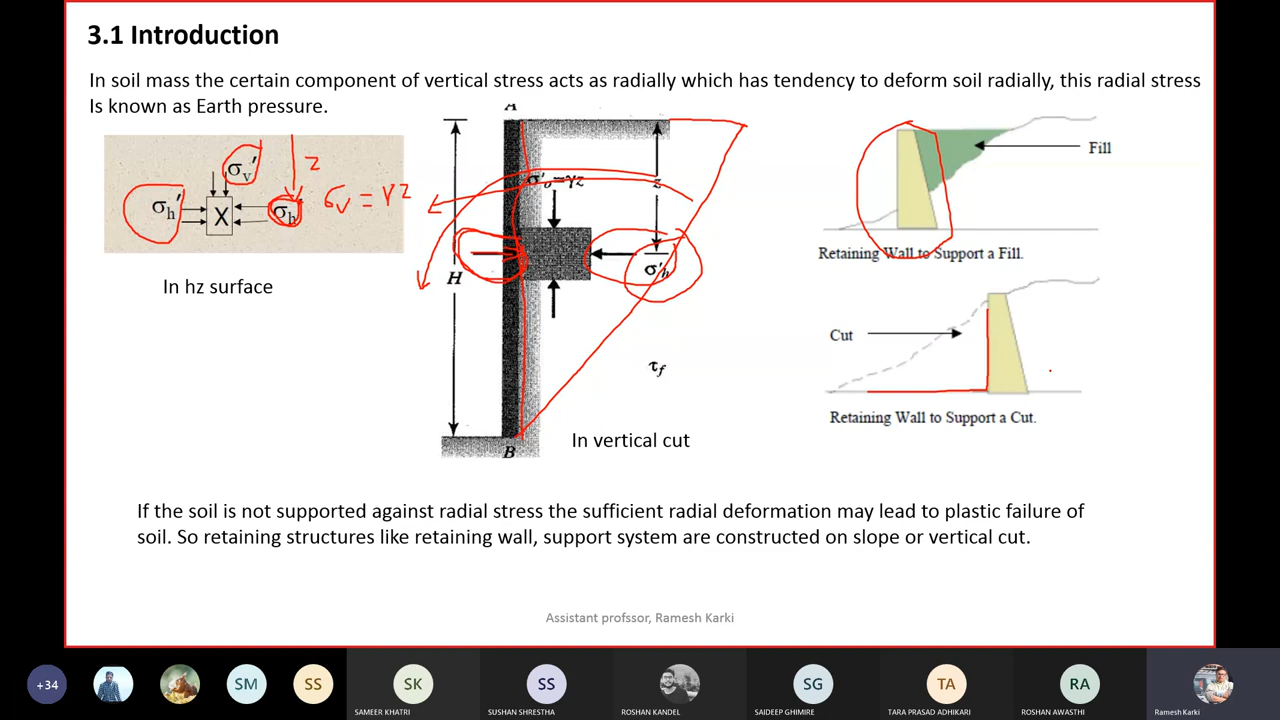 3.1 Introduction
In soil mass the certain component of vertical stress acts as radially which has tendency to deform soil radially, this radial stress
Is known as Earth pressure.
A
σv′
z
σh′
X
σh
σv = γz
In hz surface
H
σ′o=γz
z
σ′h
τf
B
In vertical cut
Fill
Retaining Wall to Support a Fill.
Cut
Retaining Wall to Support a Cut.
If the soil is not supported against radial stress the sufficient radial deformation may lead to plastic failure of
soil. So retaining structures like retaining wall, support system are constructed on slope or vertical cut.
Assistant profssor, Ramesh Karki
+34
SM
SS
SK
SS
SG
TA
RA
SAMEER KHATRI
SUSHAN SHRESTHA
ROSHAN KANDEL
SAIDEEP GHIMIRE
TARA PRASAD ADHIKARI
ROSHAN AWASTHI
Ramesh Karki